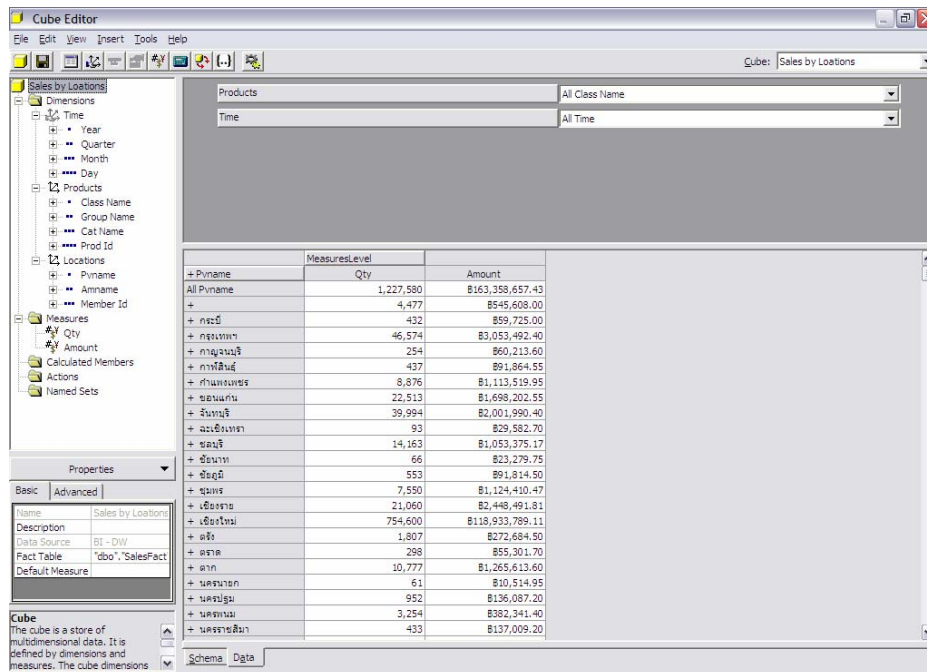 Cube Editor
File Edit View Insert Tools Help
Cube: Sales by Loations
Sales by Loations
Dimensions
Time
Year
Quarter
Month
Day
Products
Class Name
Group Name
Cat Name
Prod Id
Locations
Pvname
Amname
Member Id
Measures
Qty
Amount
Calculated Members
Actions
Named Sets
Properties
Basic Advanced
Name Sales by Loations
Description
Data Source BI - DW
Fact Table "dbo"."SalesFact
Default Measure
Cube
The cube is a store of
multidimensional data. It is
defined by dimensions and
measures. The cube dimensions
Products All Class Name
Time All Time
MeasuresLevel
+ Pvname Qty Amount
All Pvname 1,227,580 ฿163,358,657.43
+ 4,477 ฿545,608.00
+ กระบี่ 432 ฿59,725.00
+ กรุงเทพฯ 46,574 ฿3,053,492.40
+ กาญจนบุรี 254 ฿60,213.60
+ กาฬสินธุ์ 437 ฿91,864.55
+ กำแพงเพชร 8,876 ฿1,113,519.95
+ ขอนแก่น 22,513 ฿1,698,202.55
+ จันทบุรี 39,994 ฿2,001,990.40
+ ฉะเชิงเทรา 93 ฿29,582.70
+ ชลบุรี 14,163 ฿1,053,375.17
+ ชัยนาท 66 ฿23,279.75
+ ชัยภูมิ 553 ฿91,814.50
+ ชุมพร 7,550 ฿1,124,410.47
+ เชียงราย 21,060 ฿2,448,491.81
+ เชียงใหม่ 754,600 ฿118,933,789.11
+ ตรัง 1,807 ฿272,684.50
+ ตราด 298 ฿55,301.70
+ ตาก 10,777 ฿1,265,613.60
+ นครนายก 61 ฿10,514.95
+ นครปฐม 952 ฿136,087.20
+ นครพนม 3,254 ฿382,341.40
+ นครราชสีมา 433 ฿137,009.20
Schema Data